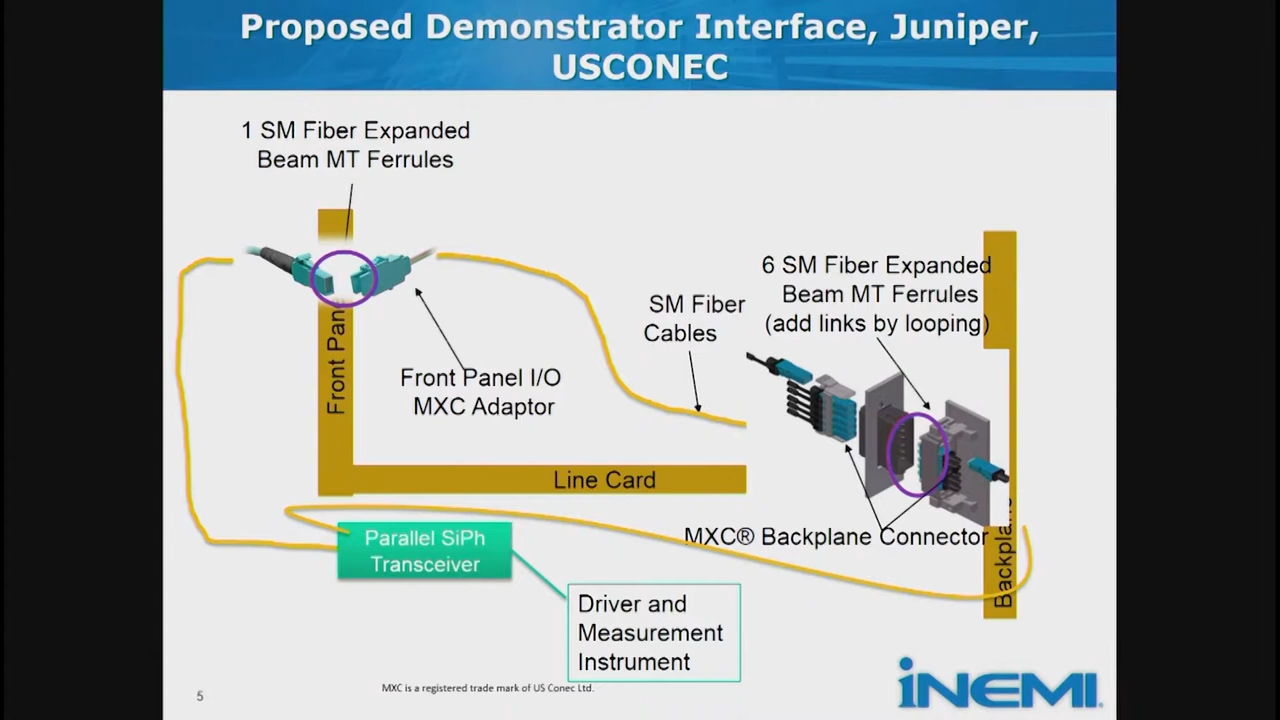 Proposed Demonstrator Interface, Juniper,
USCONEC
1 SM Fiber Expanded
Beam MT Ferrules
6 SM Fiber Expanded
Beam MT Ferrules
(add links by looping)
SM Fiber
Cables
Front Pan
Front Panel I/O
MXC Adaptor
Line Card
MXC® Backplane Connector
Backplane
Parallel SiPh
Transceiver
Driver and
Measurement
Instrument
MXC is a registered trade mark of US Conec Ltd.
5
iNEMI